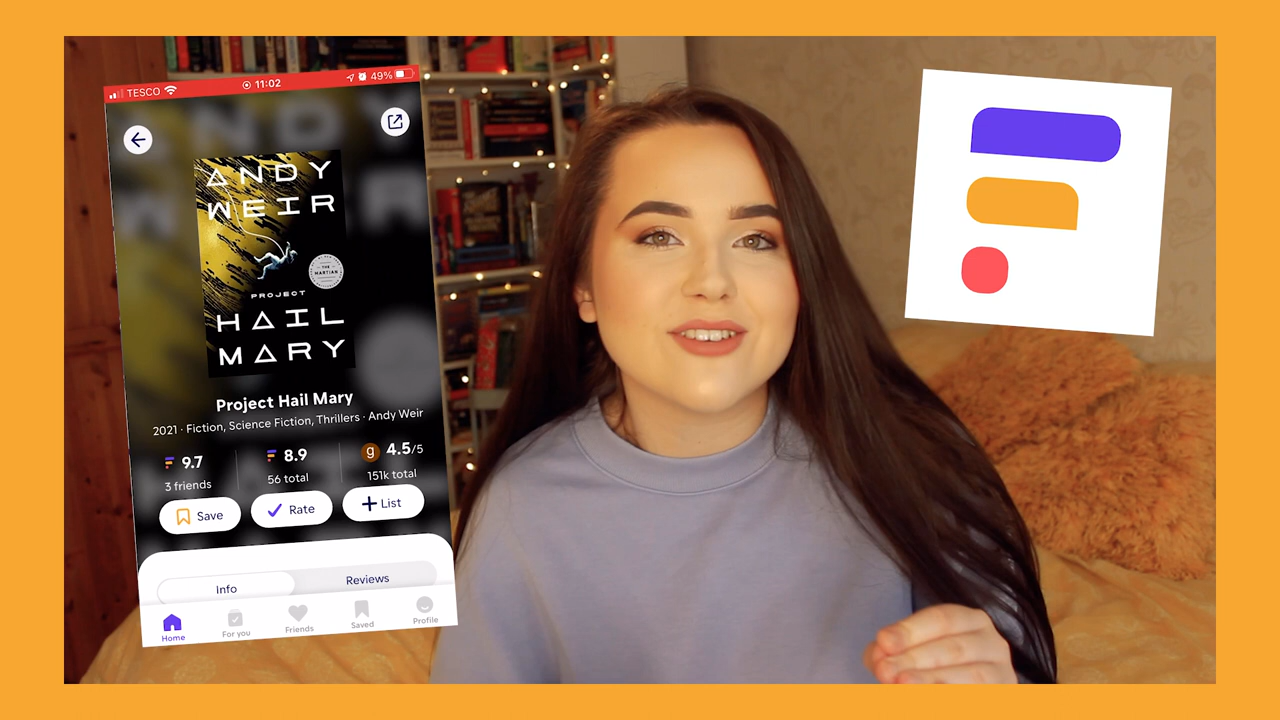 TESCO 11:02 49%
ANDY
WEIR
THE
MARTIAN
PROJECT
HAIL
MARY
Project Hail Mary
2021 · Fiction, Science Fiction, Thrillers · Andy Weir
9.7 8.9 g 4.5/5
3 friends 56 total 151k total
Save Rate List
Info Reviews
Home For you Friends Saved Profile